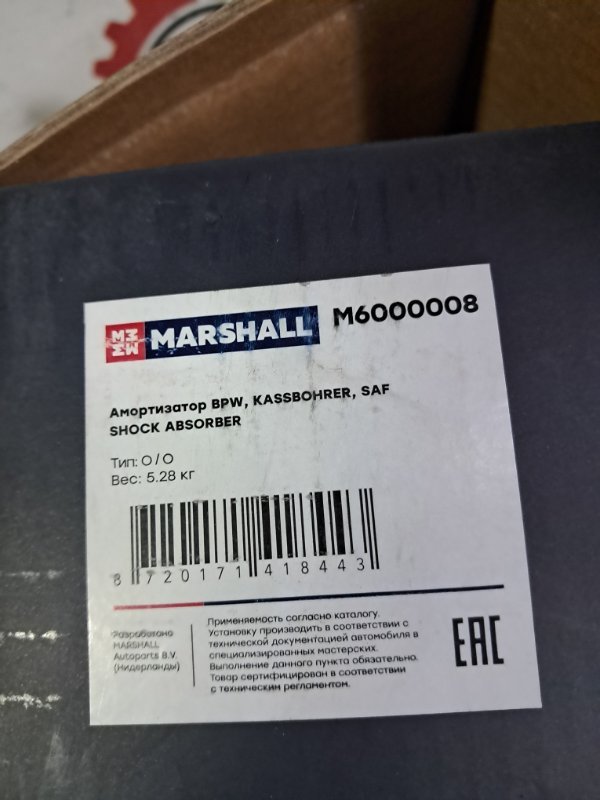 MARSHALL M6000008
Амортизатор BPW, KASSBOHRER, SAF
SHOCK ABSORBER
Тип: O/O
Вес: 5.28 кг
8 720171 418443
Разработано
MARSHALL
Autoparts B.V.
(Нидерланды)
Применяемость согласно каталогу.
Установку производить в соответствии с
технической документацией автомобиля в
специализированных мастерских.
Выполнение данного пункта обязательно.
Товар сертифицирован в соответствии
с техническим регламентом.
EAC